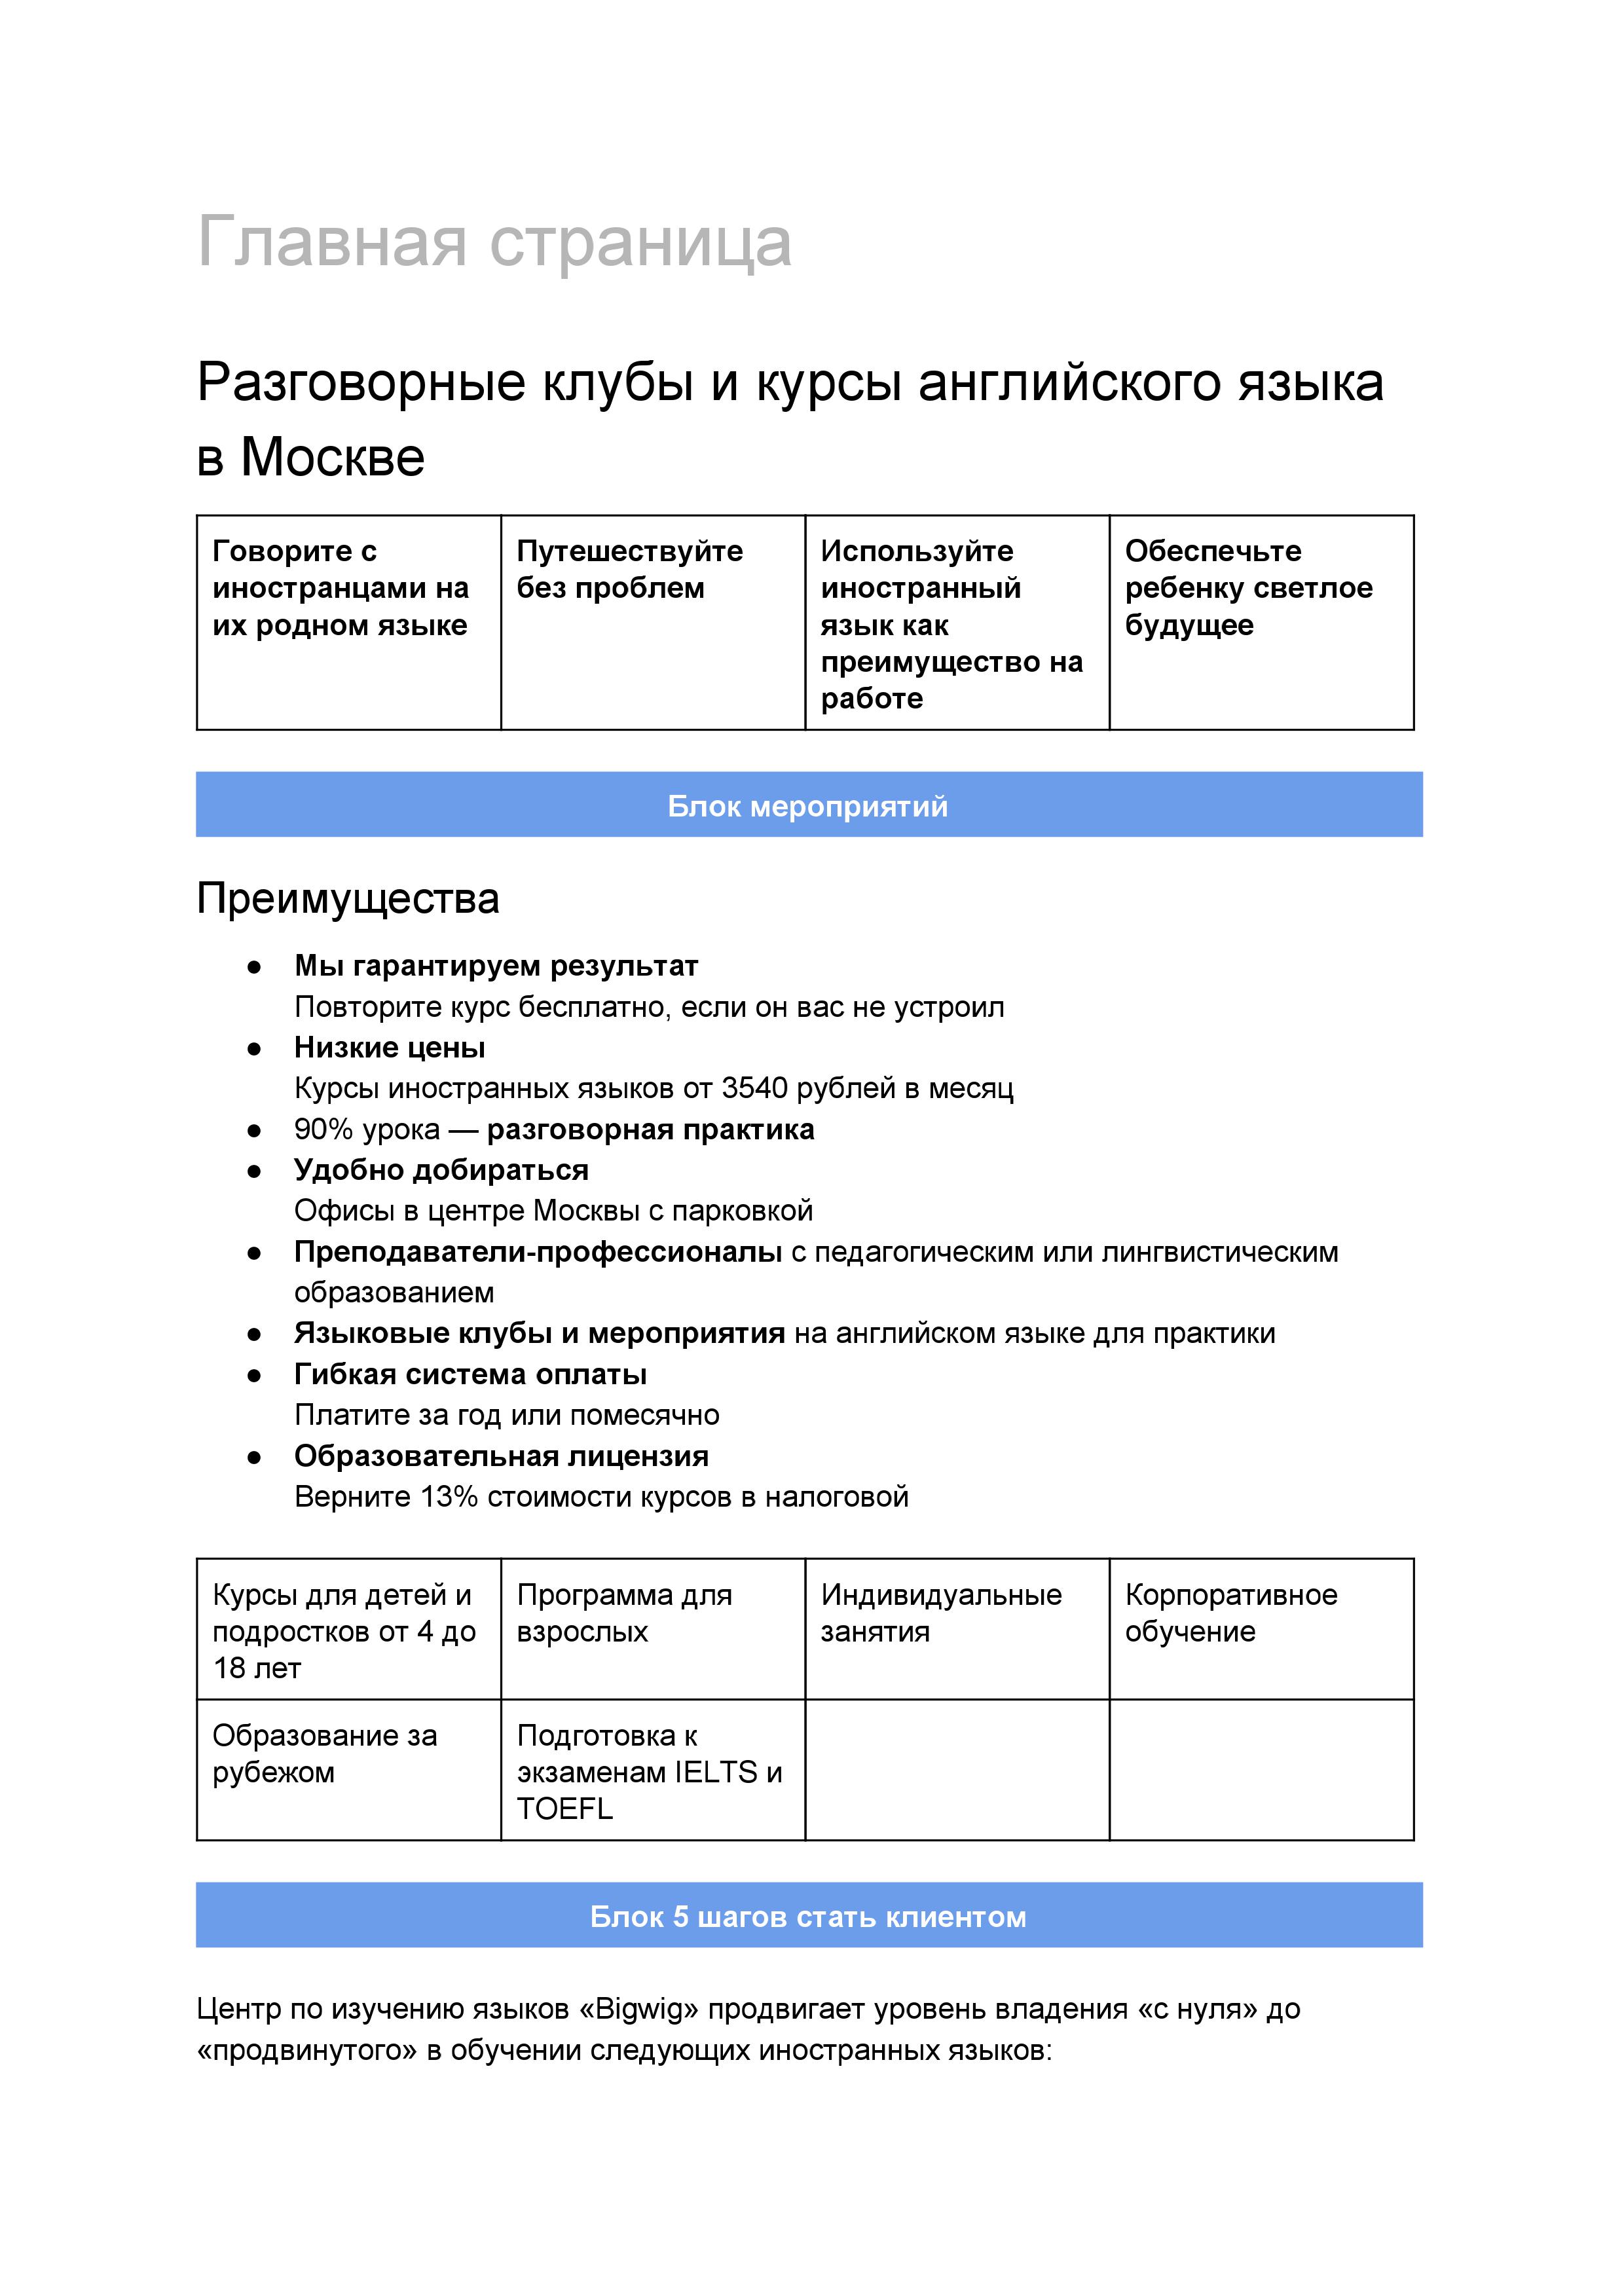 Главная страница
Разговорные клубы и курсы английского языка
в Москве
Говорите с
иностранцами на
их родном языке
Путешествуйте
без проблем
Используйте
иностранный
язык как
преимущество на
работе
Обеспечьте
ребенку светлое
будущее
Блок мероприятий
Преимущества
● Мы гарантируем результат
Повторите курс бесплатно, если он вас не устроил
● Низкие цены
Курсы иностранных языков от 3540 рублей в месяц
● 90% урока — разговорная практика
● Удобно добираться
Офисы в центре Москвы с парковкой
● Преподаватели-профессионалы с педагогическим или лингвистическим
образованием
● Языковые клубы и мероприятия на английском языке для практики
● Гибкая система оплаты
Платите за год или помесячно
● Образовательная лицензия
Верните 13% стоимости курсов в налоговой
Курсы для детей и
подростков от 4 до
18 лет
Программа для
взрослых
Индивидуальные
занятия
Корпоративное
обучение
Образование за
рубежом
Подготовка к
экзаменам IELTS и
TOEFL
Блок 5 шагов стать клиентом
Центр по изучению языков «Bigwig» продвигает уровень владения «с нуля» до
«продвинутого» в обучении следующих иностранных языков: